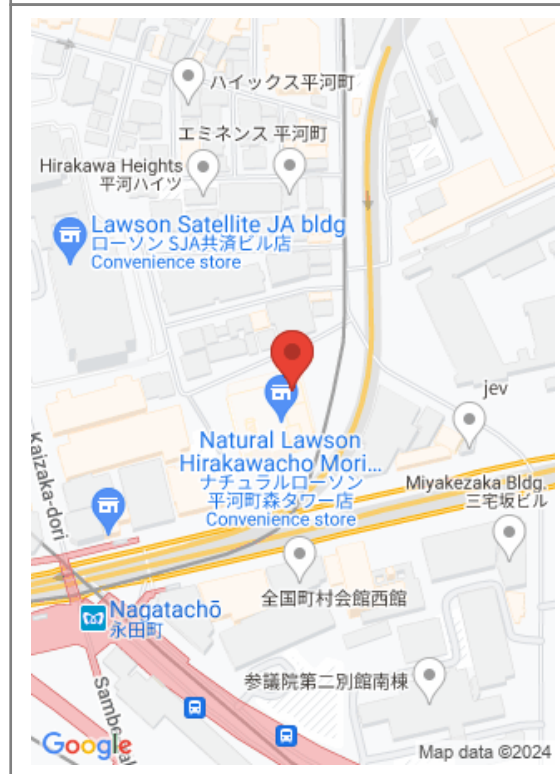 ハイックス平河町
エミネンス 平河町
Hirakawa Heights
平河ハイツ
Lawson Satellite JA bldg
ローソン SJA共済ビル店
Convenience store
jev
Natural Lawson
Hirakawacho Mori...
ナチュラルローソン
平河町森タワー店
Convenience store
Kaizaka-dori
Miyakezaka Bldg.
三宅坂ビル
全国町村会館西館
Nagatachō
永田町
参議院第二別館南棟
Google
Map data ©2024